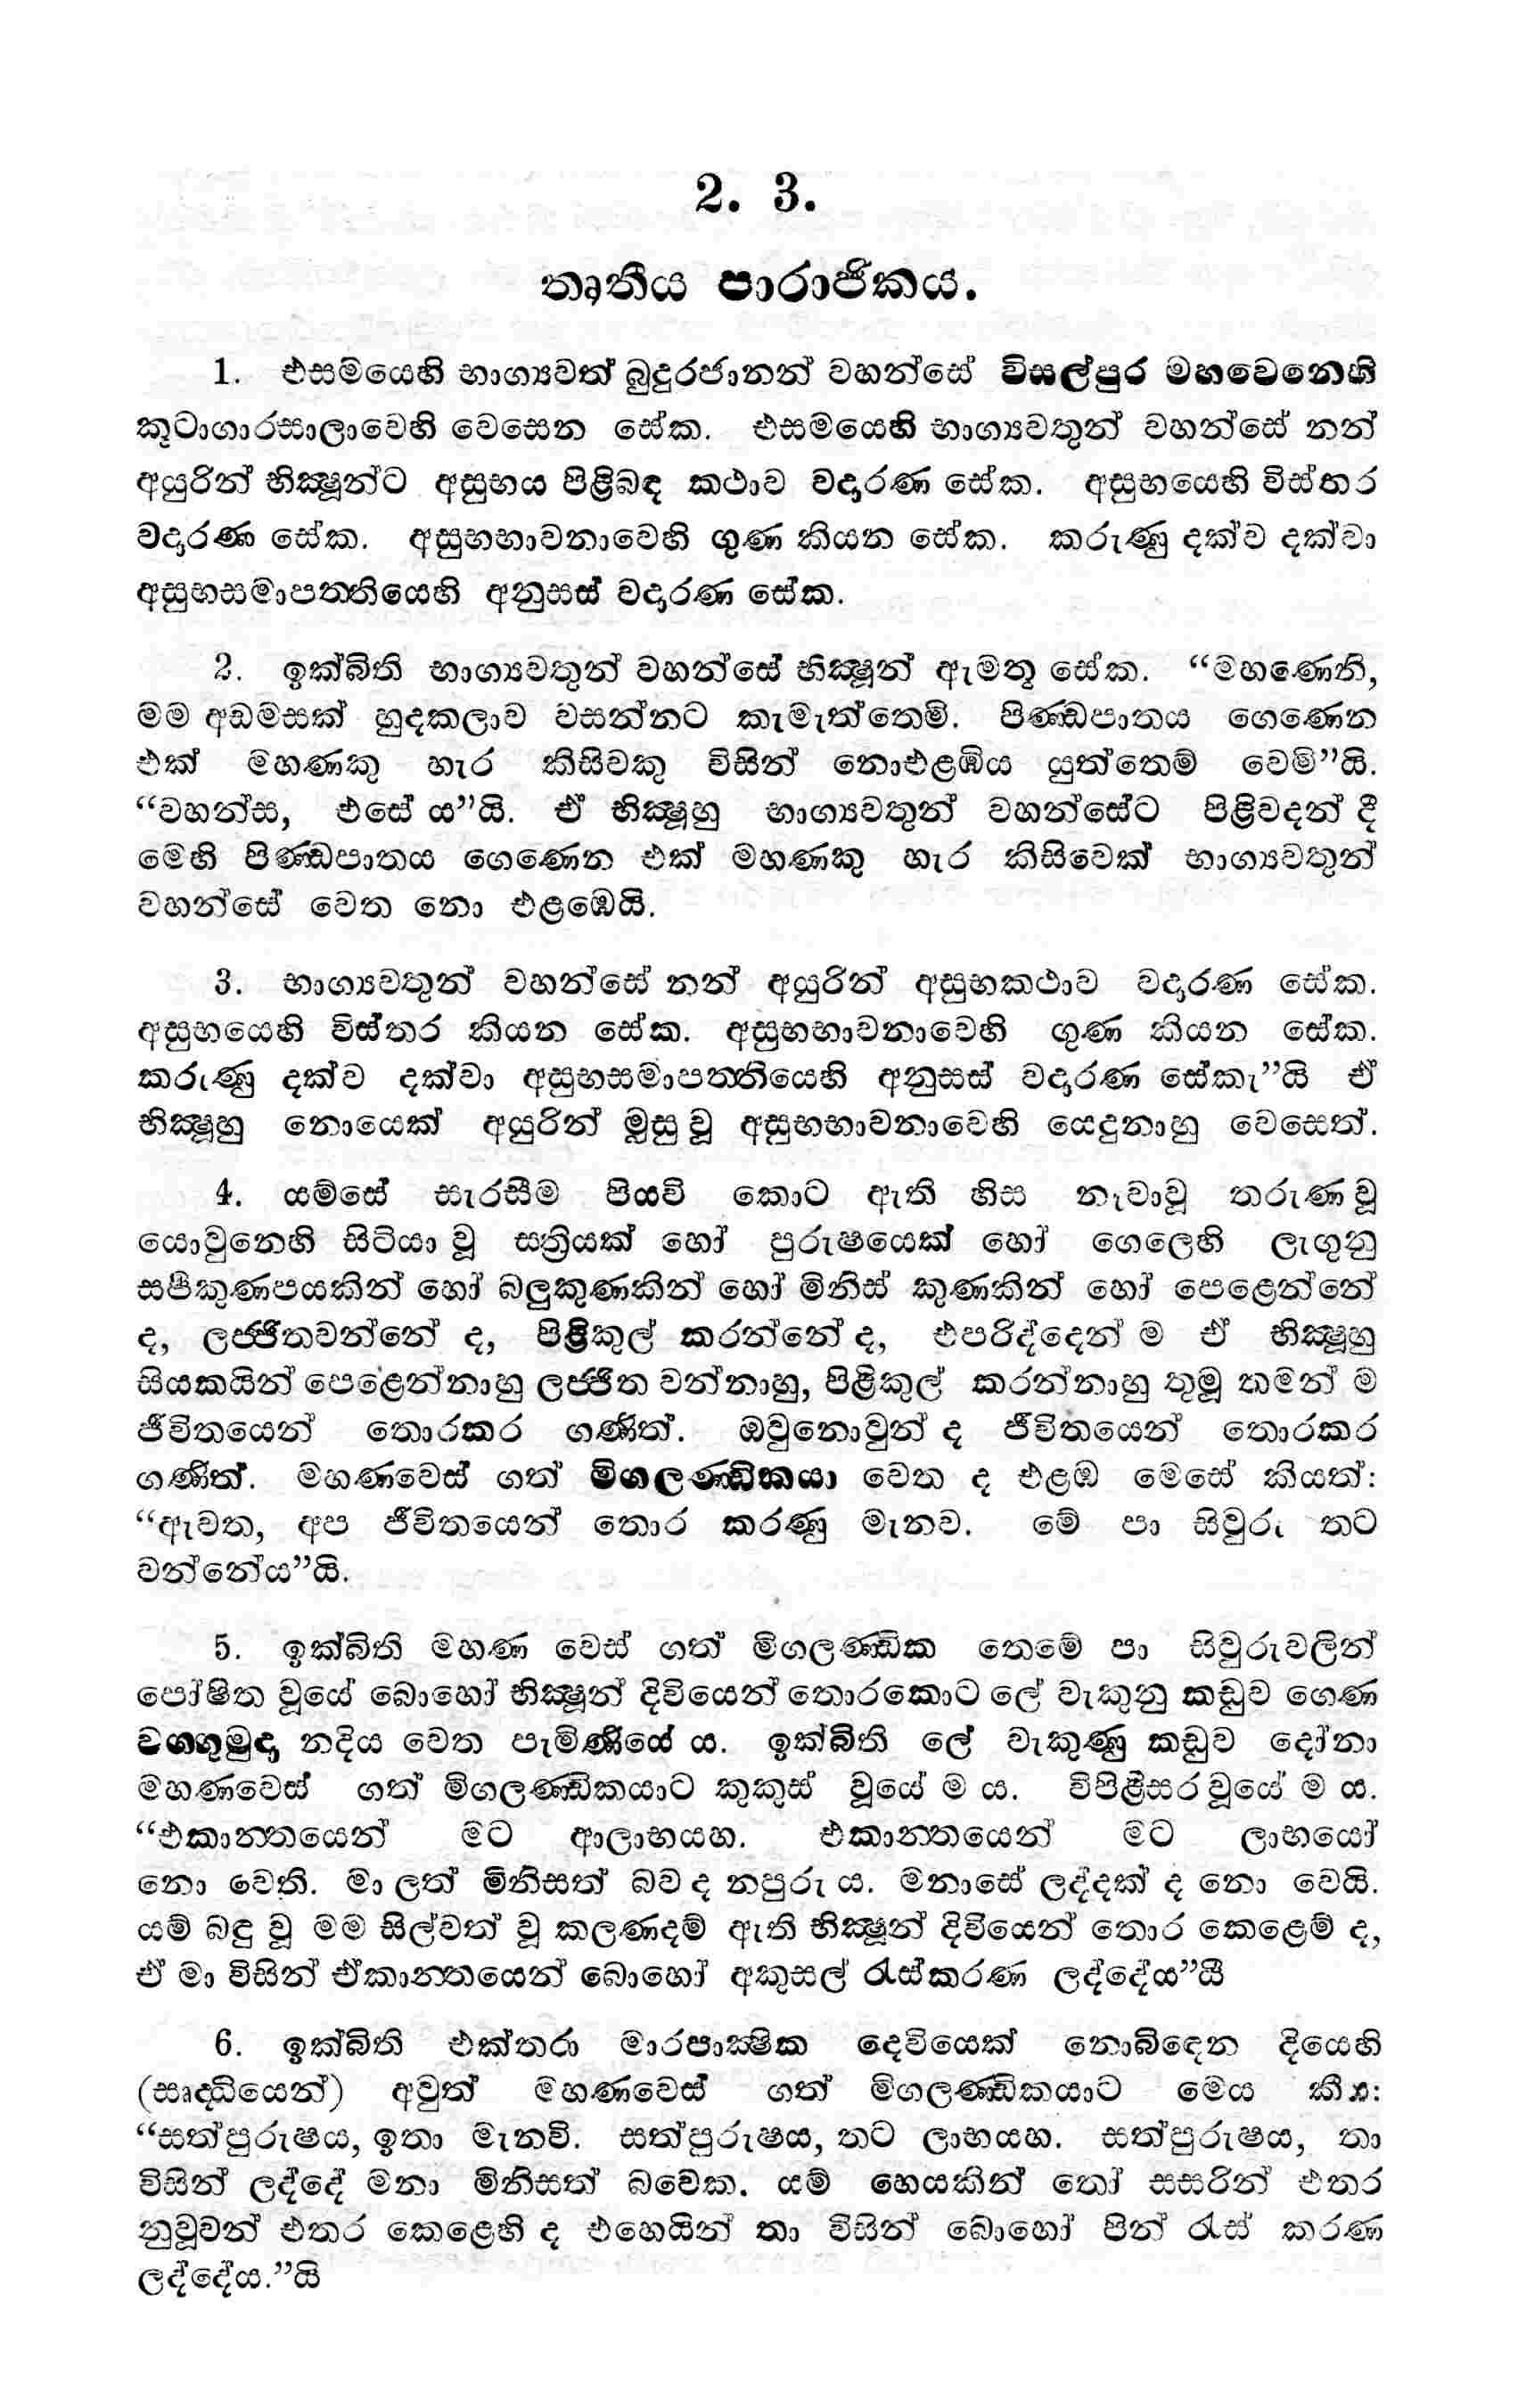 2. 3.
තෘතීය පාරාජිකය.
1. එසමයෙහි භාග්‍යවත් බුදුරජානන් වහන්සේ විසල්පුර මහවෙනෙහි
කූටාගාරසාලාවෙහි වෙසෙන සේක. එසමයෙහි භාග්‍යවතුන් වහන්සේ නන්
අයුරින් භික්‍ෂූන්ට අසුභය පිළිබඳ කථාව වදාරණ සේක. අසුභයෙහි විස්තර
වදාරණ සේක. අසුභභාවනාවෙහි ගුණ කියන සේක. කරුණු දක්ව දක්වා
අසුභසමාපත්‍තියෙහි අනුසස් වදාරණ සේක.
2. ඉක්බිති භාග්‍යවතුන් වහන්සේ භික්‍ෂූන් ඇමතූ සේක. “මහණෙනි,
මම අඩමසක් හුදකලාව වසන්නට කැමැත්තෙමි. පිණ්ඩපාතය ගෙණෙන
එක් මහණකු හැර කිසිවකු විසින් නොඑළඹිය යුත්තෙම් වෙමි”යි.
“වහන්ස, එසේ ය”යි. ඒ භික්‍ෂූහු භාග්‍යවතුන් වහන්සේට පිළිවදන් දී
මෙහි පිණ්ඩපාතය ගෙණෙන එක් මහණකු හැර කිසිවෙක් භාග්‍යවතුන්
වහන්සේ වෙත නො එළඹෙයි.
3. භාග්‍යවතුන් වහන්සේ නන් අයුරින් අසුභකථාව වදාරණ සේක.
අසුභයෙහි විස්තර කියන සේක. අසුභභාවනාවෙහි ගුණ කියන සේක.
කරුණු දක්ව දක්වා අසුභසමාපත්‍තියෙහි අනුසස් වදාරණ සේකැ”යි ඒ
භික්‍ෂූහු නොයෙක් අයුරින් මුසු වූ අසුභභාවනාවෙහි යෙදුනාහු වෙසෙත්.
4. යම්සේ සැරසීම පියවි කොට ඇති හිස නෑවාවූ තරුණ වූ
යොවුනෙහි සිටියා වූ ස්ත්‍රියක් හෝ පුරුෂයෙක් හෝ ගෙලෙහි ලැගුනු
සර්‍පකුණපයකින් හෝ බලුකුණකින් හෝ මිනිස් කුණකින් හෝ පෙළෙන්නේ
ද, ලජ්ජිතවන්නේ ද, පිළිකුල් කරන්නේ ද, එපරිද්දෙන් ම ඒ භික්‍ෂූහු
සියකයින් පෙළෙන්නාහු ලජ්ජිත වන්නාහු, පිළිකුල් කරන්නාහු තුමූ තමන් ම
ජීවිතයෙන් තොරකර ගණිත්. ඔවුනොවුන් ද ජීවිතයෙන් තොරකර
ගණිත්. මහණවෙස් ගත් මිගලණ්ඩිකයා වෙත ද එළඹ මෙසේ කියත්:
“ඇවත, අප ජීවිතයෙන් තොර කරණු මැනව. මේ පා සිවුරු තට
වන්නේය”යි.
5. ඉක්බිති මහණ වෙස් ගත් මිගලණ්ඩික තෙමේ පා සිවුරුවලින්
පෝෂිත වූයේ බොහෝ භික්‍ෂූන් දිවියෙන් තොරකොට ලේ වැකුනු කඩුව ගෙණ
වග්ගුමුදා නදිය වෙත පැමිණියේ ය. ඉක්බිති ලේ වැකුණු කඩුව දෝනා
මහණවෙස් ගත් මිගලණ්ඩිකයාට කුකුස් වූයේ ම ය. විපිළීසර වූයේ ම ය.
“එකාන්‍තයෙන් මට ආලාභයහ. එකාන්‍තයෙන් මට ලාභයෝ
නො වෙති. මා ලත් මිනිසත් බව ද නපුරු ය. මනාසේ ලද්දක් ද නො වෙයි.
යම් බඳු වූ මම සිල්වත් වූ කලණදම් ඇති භික්‍ෂූන් දිවියෙන් තොර කෙළෙම් ද,
ඒ මා විසින් ඒකාන්‍තයෙන් බොහෝ අකුසල් රැස්කරණ ලද්දේය”යී
6. ඉක්බිති එක්තරා මාරපාක්‍ෂික දෙවියෙක් නොබිඳෙන දියෙහි
(සෘද්ධියෙන්) අවුත් මහණවෙස් ගත් මිගලණ්ඩිකයාට මෙය කීය:
“සත්පුරුෂය, ඉතා මැනවි. සත්පුරුෂය, තට ලාභයහ. සත්පුරුෂය, තා
විසින් ලද්දේ මනා මිනිසත් බවෙක. යම් හෙයකින් තෝ සසරින් එතර
නුවූවන් එතර කෙළෙහි ද එහෙයින් තා විසින් බොහෝ පින් රැස් කරණ
ලද්දේය.”යි